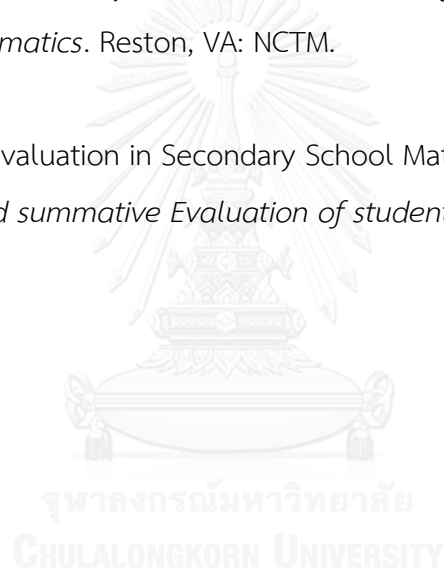 ematics. Reston, VA: NCTM.
valuation in Secondary School Mat
d summative Evaluation of student
จุฬาลงกรณ์มหาวิทยาลัย
CHULALONGKORN UNIVERSITY